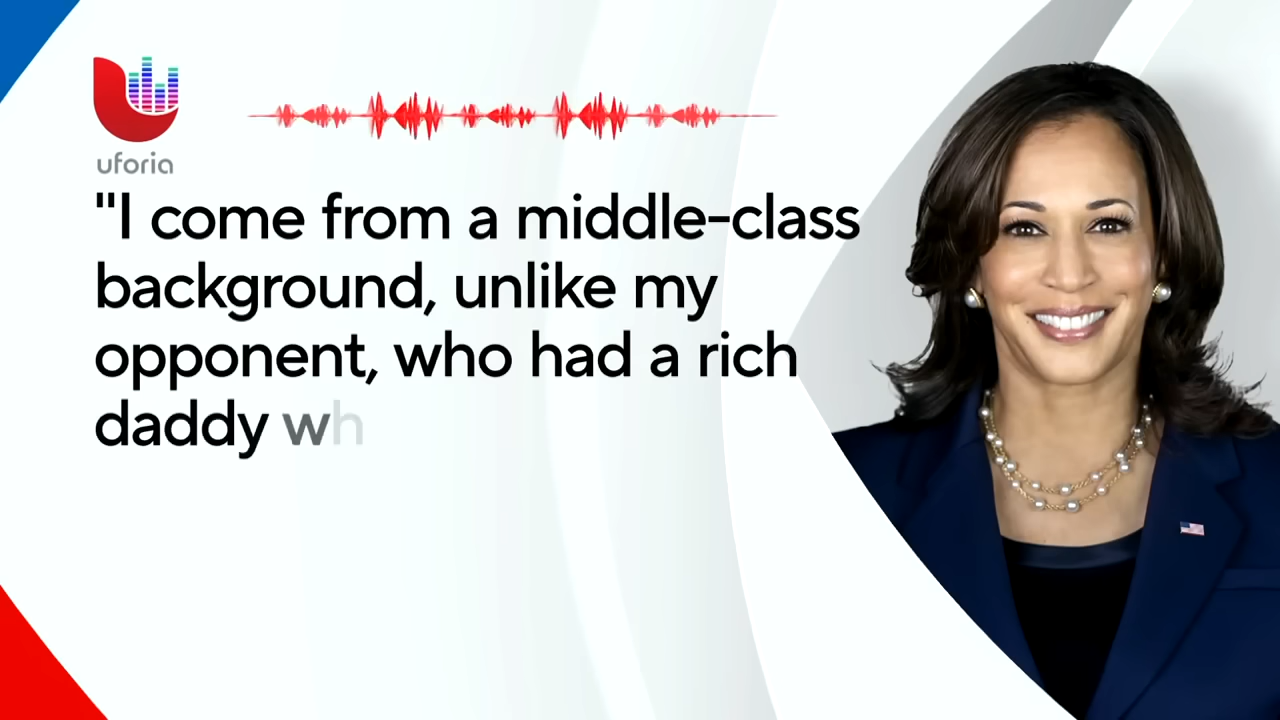 uforia
"I come from a middle-class
background, unlike my
opponent, who had a rich
daddy wh